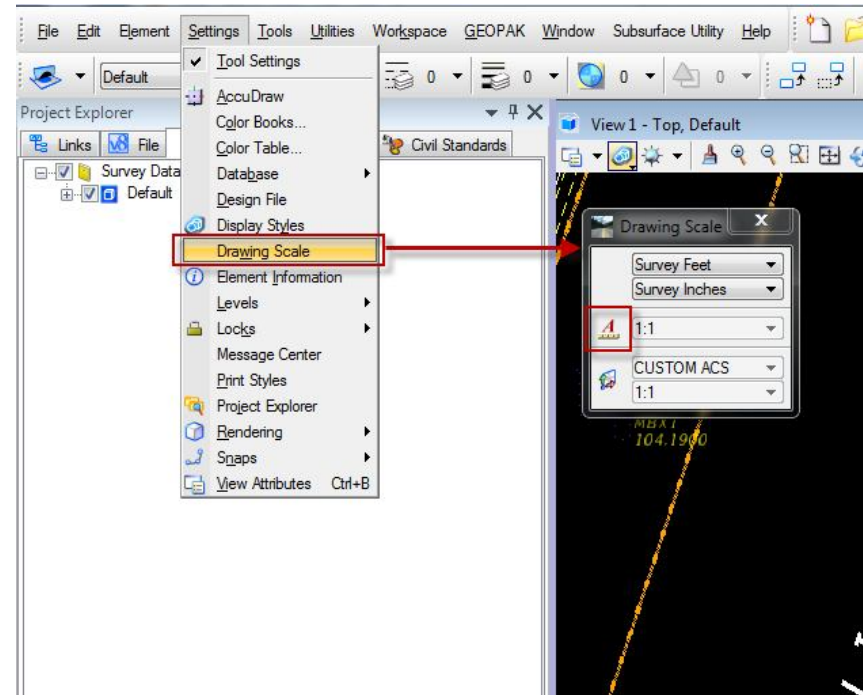 File Edit Element Settings Tools Utilities Workspace GEOPAK Window Subsurface Utility Help
Default 0 0 0 0
Project Explorer
Links File Civil Standards
Survey Data
Default
Tool Settings
AccuDraw
Color Books...
Color Table...
Database
Design File
Display Styles
Drawing Scale
Element Information
Levels
Locks
Message Center
Print Styles
Project Explorer
Rendering
Snaps
View Attributes Ctrl+B
View 1 - Top, Default
Drawing Scale X
Survey Feet
Survey Inches
A 1:1
CUSTOM ACS
1:1
MBX1
104.1900